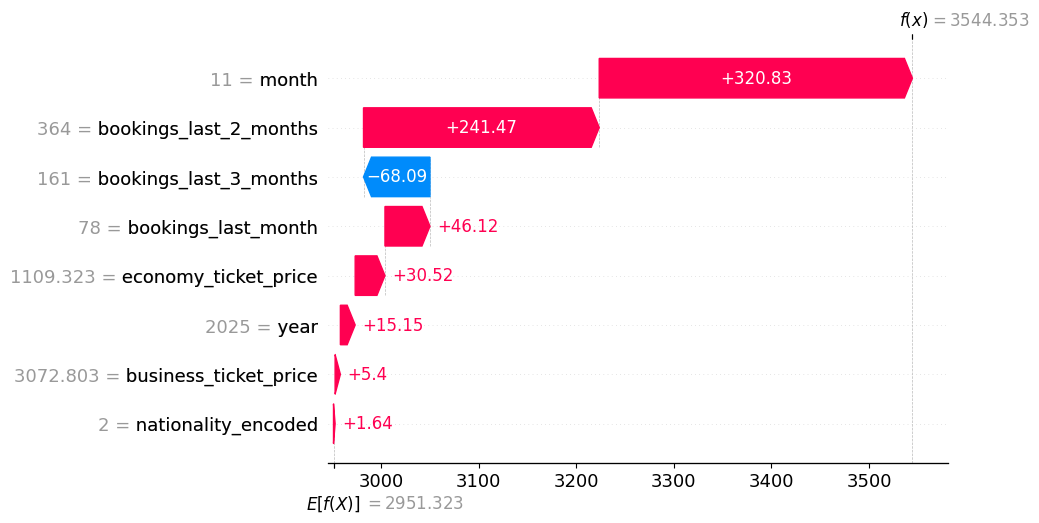 f(x) = 3544.353
11 = month
+320.83
364 = bookings_last_2_months
+241.47
161 = bookings_last_3_months
−68.09
78 = bookings_last_month
+46.12
1109.323 = economy_ticket_price
+30.52
2025 = year
+15.15
3072.803 = business_ticket_price
+5.4
2 = nationality_encoded
+1.64
3000 3100 3200 3300 3400 3500
E[f(X)] = 2951.323